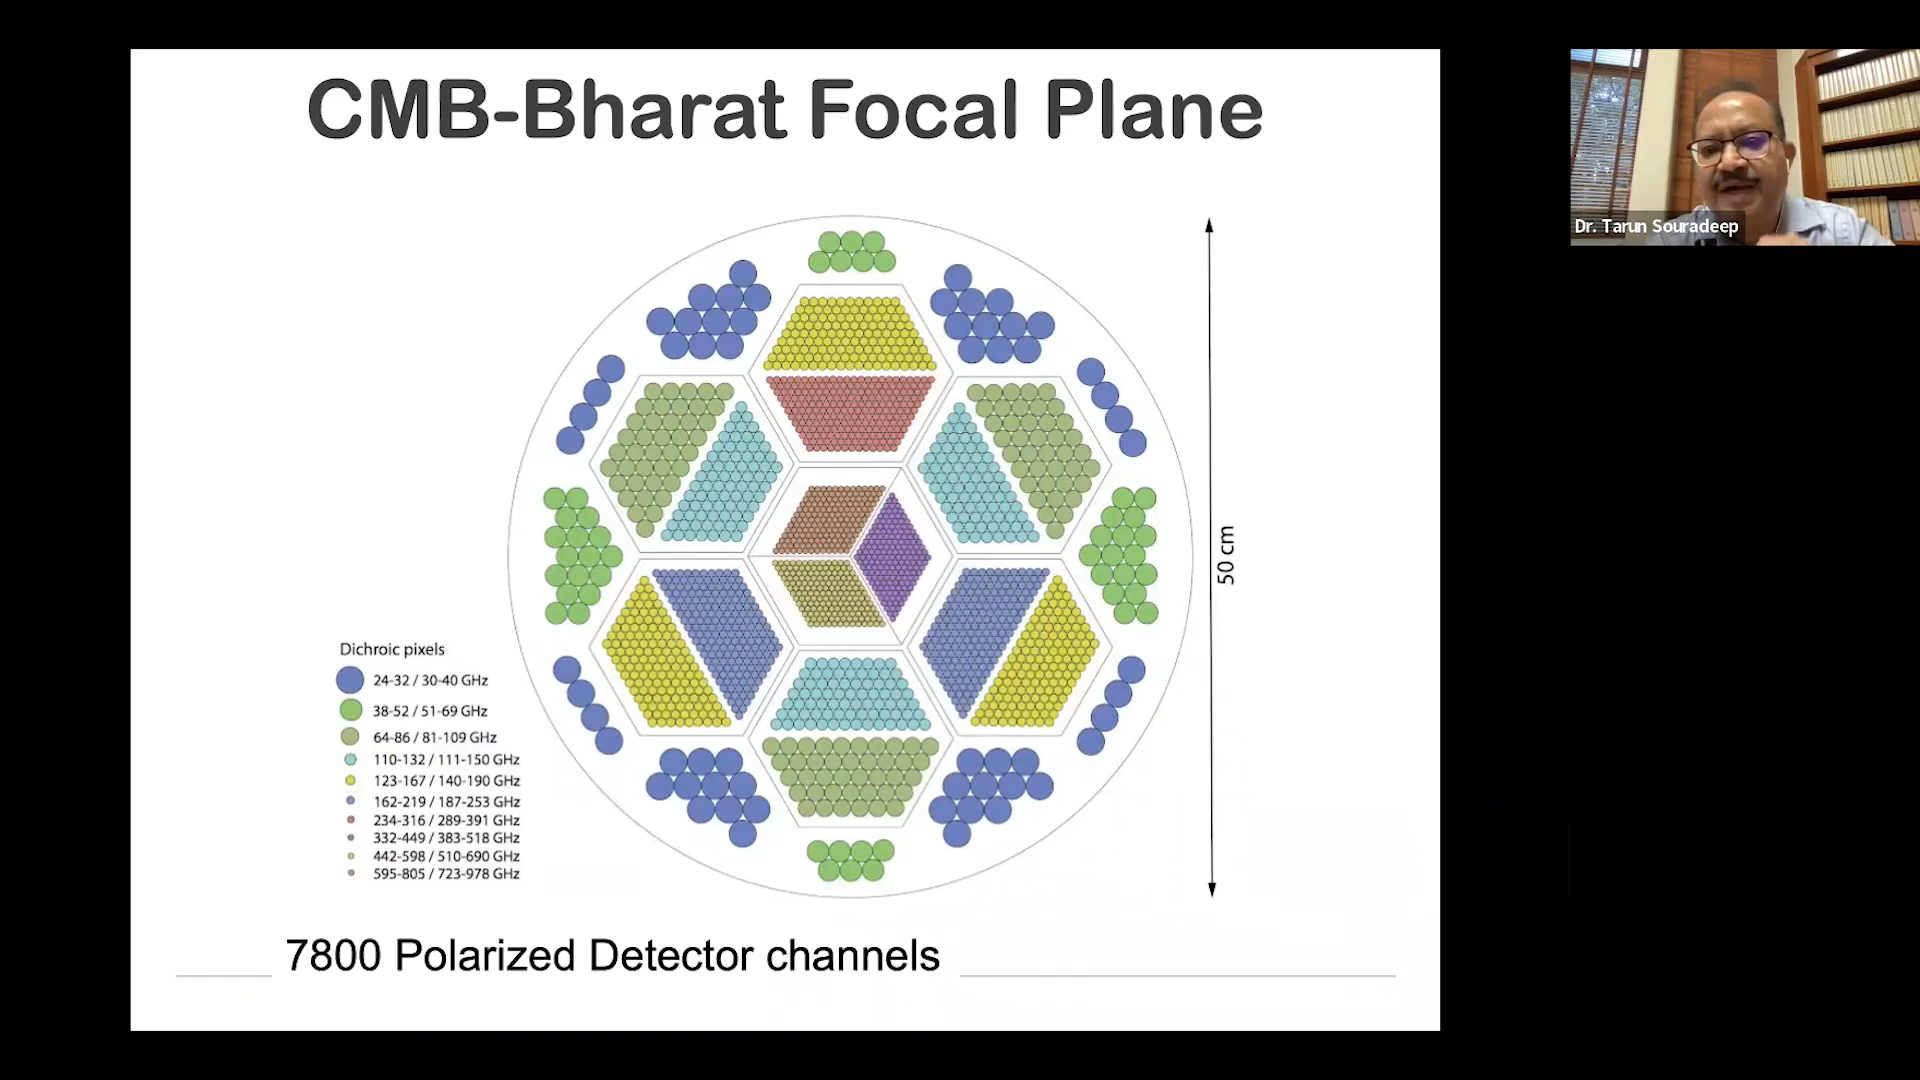 CMB-Bharat Focal Plane
Dr. Tarun Souradeep
50 cm
Dichroic pixels
24-32 / 30-40 GHz
38-52 / 51-69 GHz
64-86 / 81-109 GHz
110-132 / 111-150 GHz
123-167 / 140-190 GHz
162-219 / 187-253 GHz
234-316 / 289-391 GHz
332-449 / 383-518 GHz
442-598 / 510-690 GHz
595-805 / 723-978 GHz
7800 Polarized Detector channels